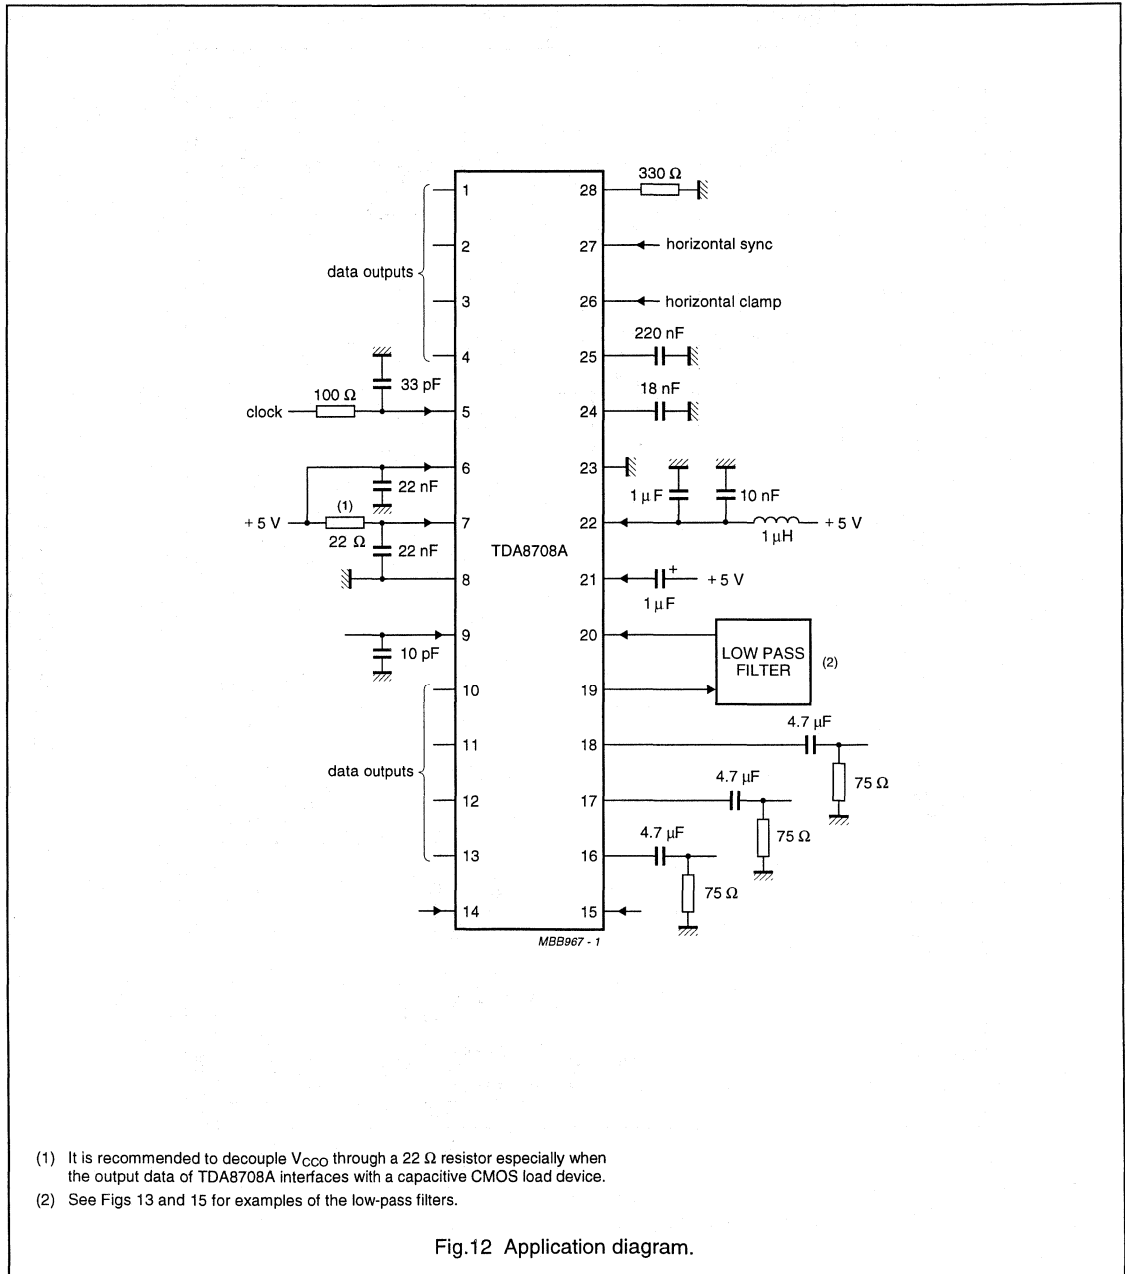 1 28 330 Ω
2 27 horizontal sync
data outputs
3 26 horizontal clamp
220 nF
4 25
33 pF
18 nF
100 Ω
clock 5 24
6 23
22 nF 1 µF 10 nF
(1)
+ 5 V 7 22 + 5 V
22 Ω 1 µH
22 nF TDA8708A
8 21 + + 5 V
1 µF
9 20
10 pF LOW PASS
FILTER (2)
10 19
4.7 µF
11 18
data outputs 75 Ω
4.7 µF
12 17
4.7 µF 75 Ω
13 16
75 Ω
14 15
MBB967 - 1
(1) It is recommended to decouple VCCO through a 22 Ω resistor especially when
the output data of TDA8708A interfaces with a capacitive CMOS load device.
(2) See Figs 13 and 15 for examples of the low-pass filters.
Fig.12 Application diagram.